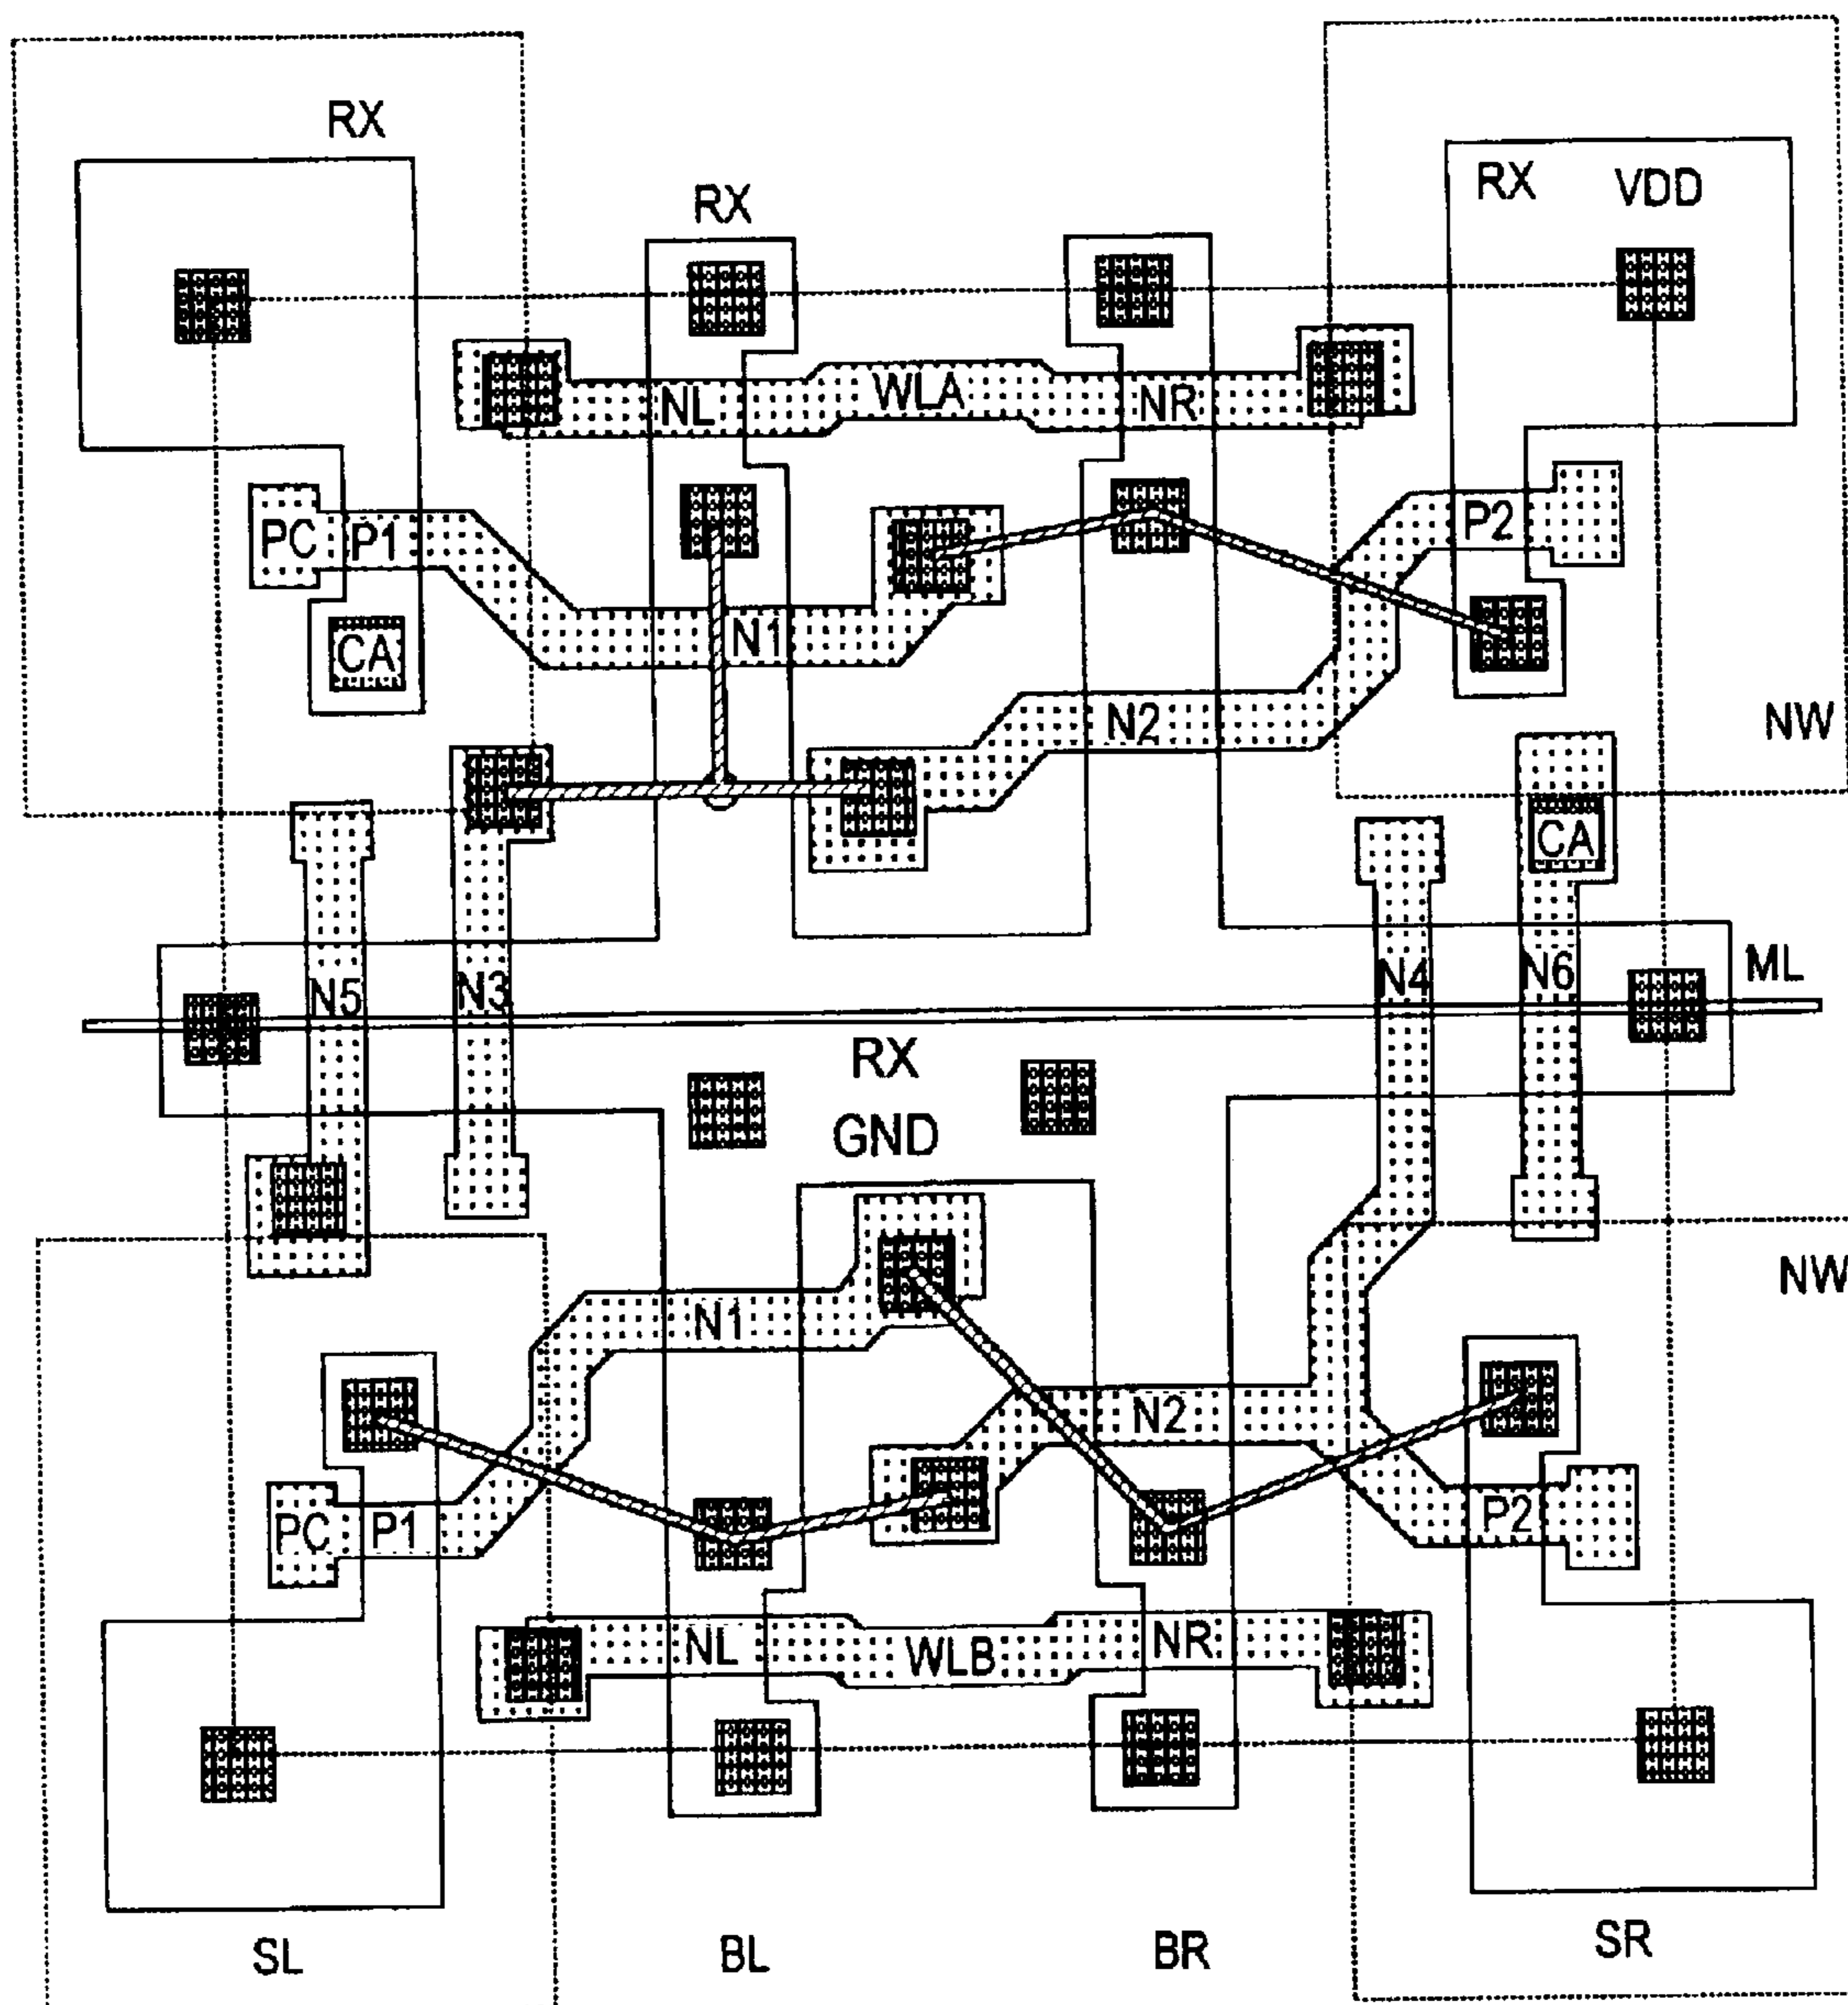 RX
RX
RX VDD
NL WLA NR
PC P1
P2
CA
N1
N2
NW
CA
N5 N3 N4 N6 ML
RX
GND
NW
N1
N2
PC P1
P2
NL WLB NR
SL BL BR SR